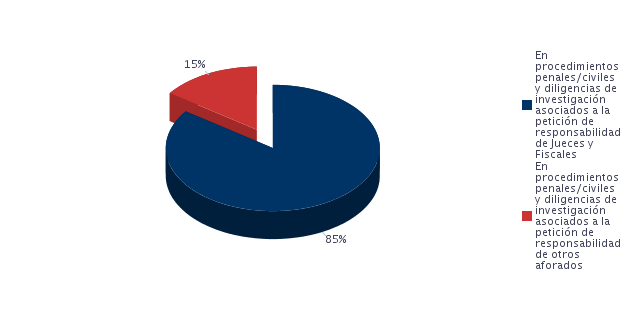 15%
85%
En
procedimientos
penales/civiles
y diligencias de
investigación
asociados a la
petición de
responsabilidad
de Jueces y
Fiscales
En
procedimientos
penales/civiles
y diligencias de
investigación
asociados a la
petición de
responsabilidad
de otros
aforados